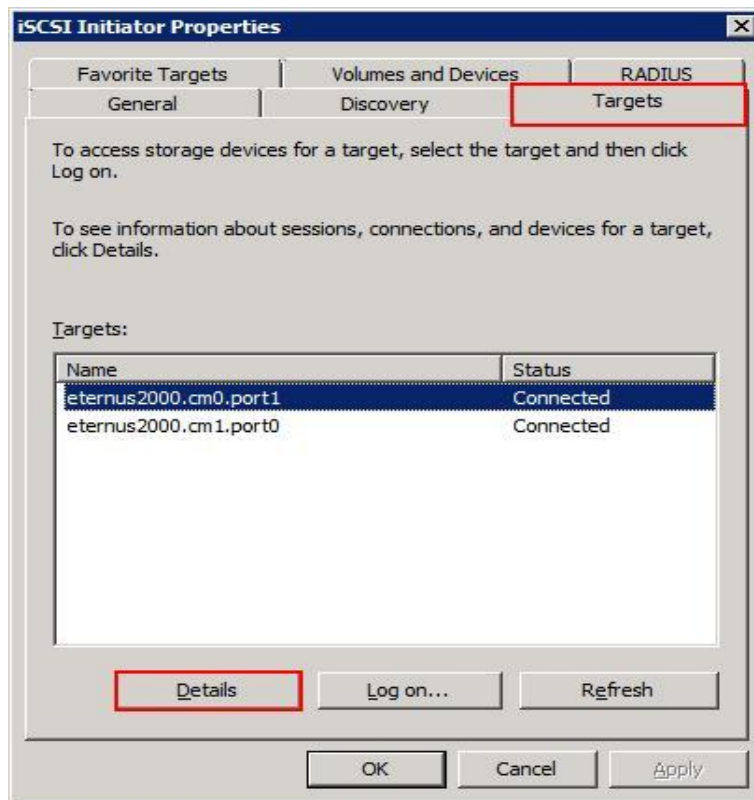 iSCSI Initiator Properties
Favorite Targets Volumes and Devices RADIUS
General Discovery Targets
To access storage devices for a target, select the target and then click
Log on.
To see information about sessions, connections, and devices for a target,
click Details.
Targets:
Name Status
eternus2000.cm0.port1 Connected
eternus2000.cm1.port0 Connected
Details Log on... Refresh
OK Cancel Apply